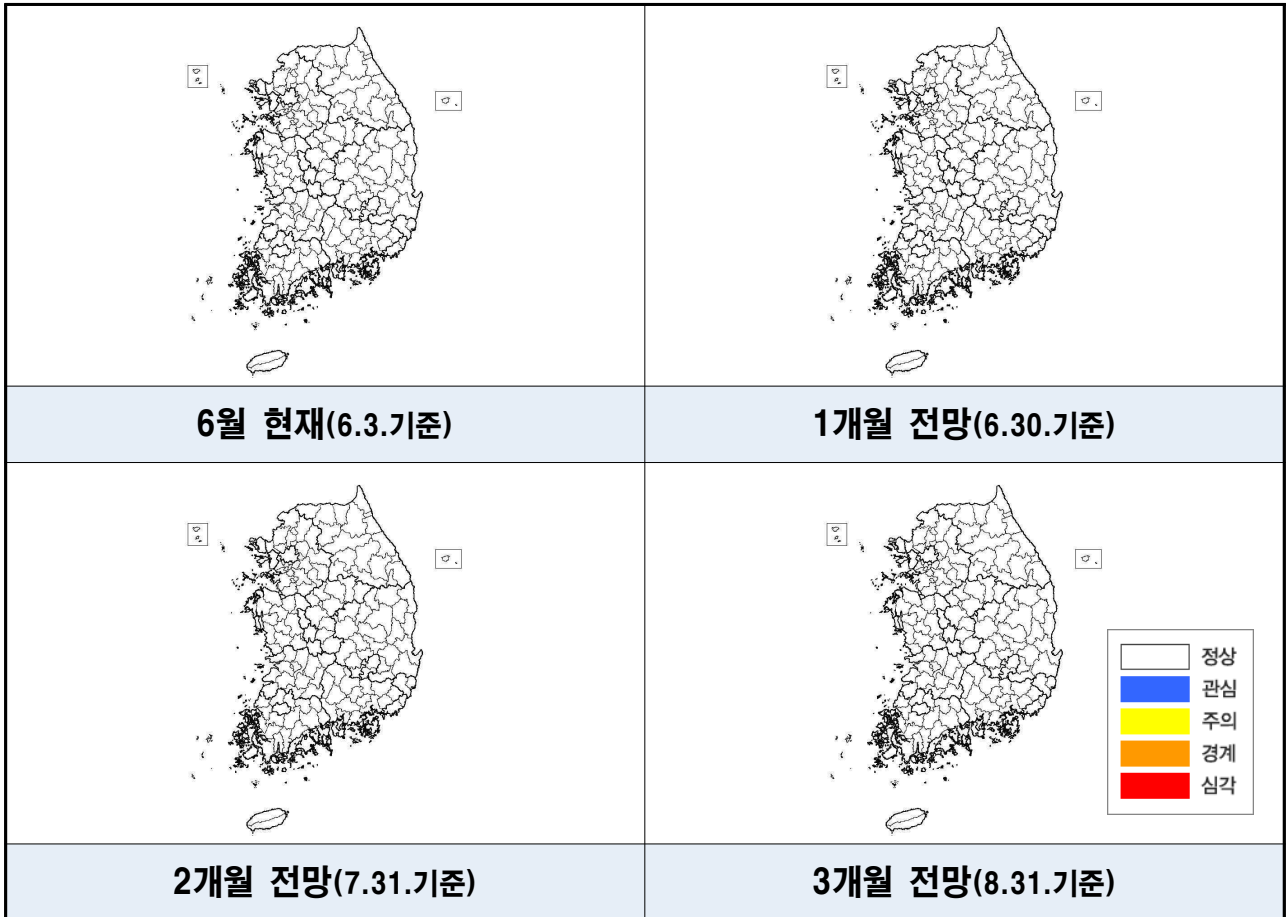 6월 현재(6.3.기준)
1개월 전망(6.30.기준)
정상
관심
주의
경계
심각
2개월 전망(7.31.기준)
3개월 전망(8.31.기준)